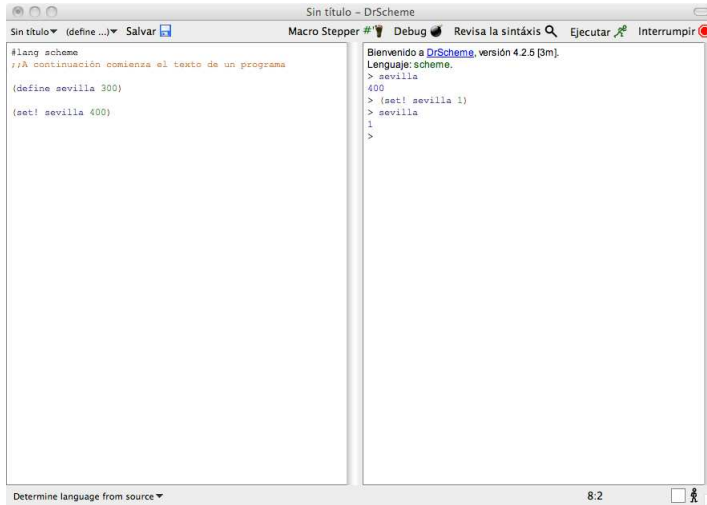 Sin título – DrScheme
Sin título (define ...) Salvar Macro Stepper #' Debug Revisa la sintáxis Ejecutar Interrumpir
#lang scheme
;;A continuación comienza el texto de un programa
(define sevilla 300)
(set! sevilla 400)
Bienvenido a DrScheme, versión 4.2.5 [3m].
Lenguaje: scheme.
> sevilla
400
> (set! sevilla 1)
> sevilla
1
>
Determine language from source 8:2